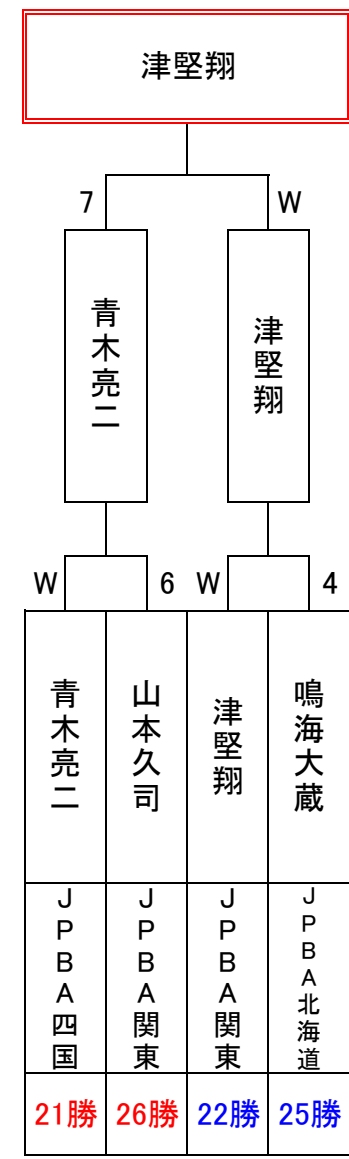 津堅翔
7
W
青木亮二
津堅翔
W
6
W
4
青木亮二
山本久司
津堅翔
鳴海大蔵
JPBA四国
JPBA関東
JPBA関東
JPBA北海道
21勝
26勝
22勝
25勝